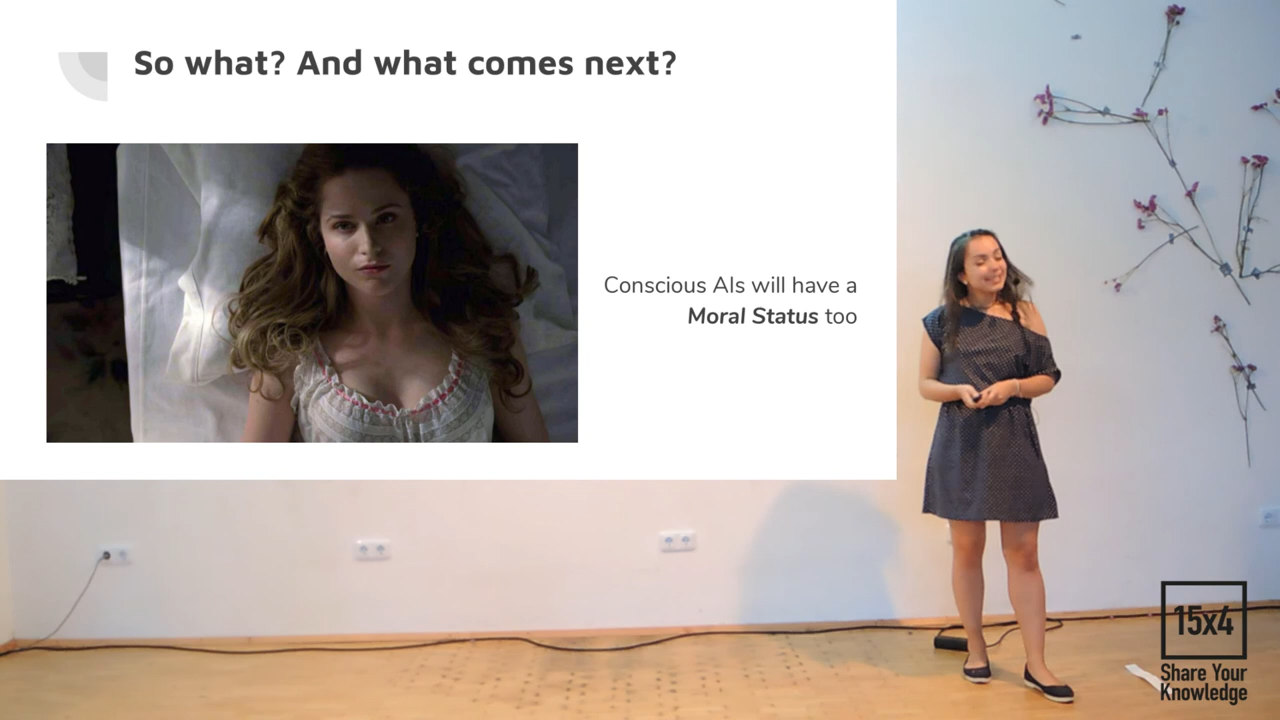 So what? And what comes next?
Conscious AIs will have a
Moral Status too
15x4
Share Your
Knowledge